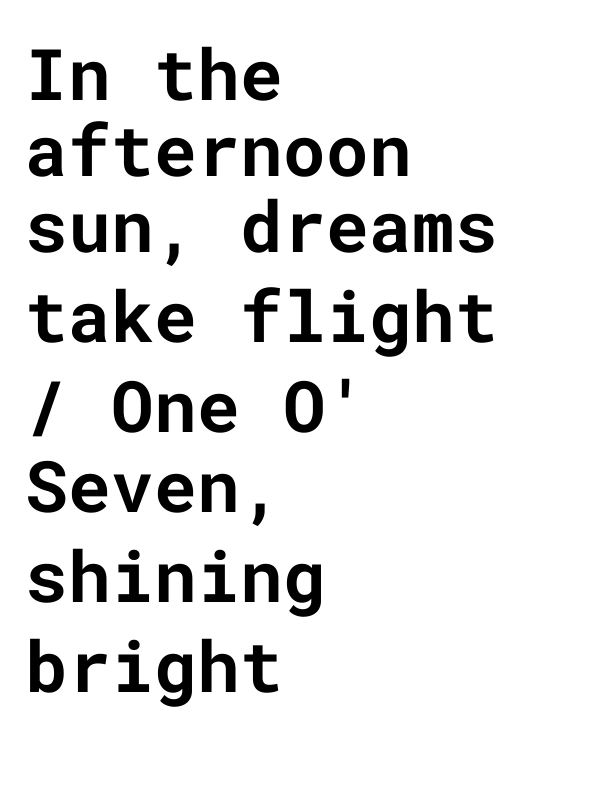 In the
afternoon
sun, dreams
take flight
/ One O'
Seven,
shining
bright